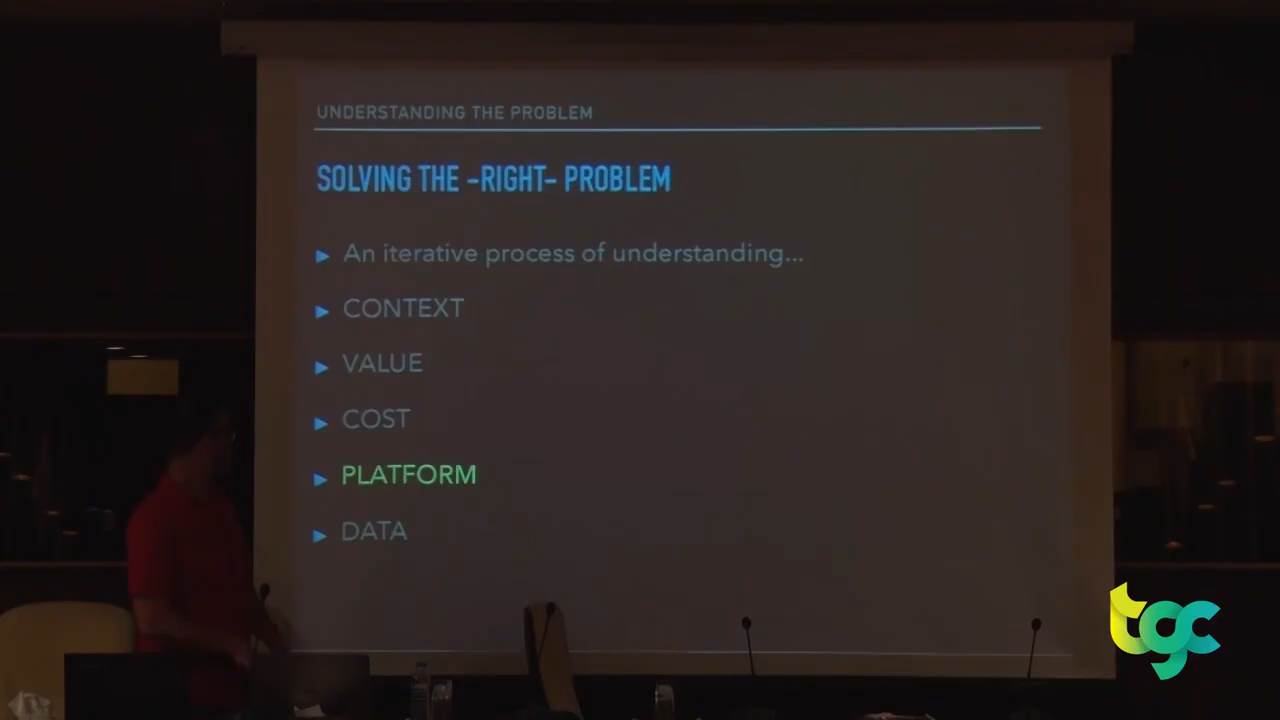 UNDERSTANDING THE PROBLEM
SOLVING THE -RIGHT- PROBLEM
▶ An iterative process of understanding...
▶ CONTEXT
▶ VALUE
▶ COST
▶ PLATFORM
▶ DATA
tgc